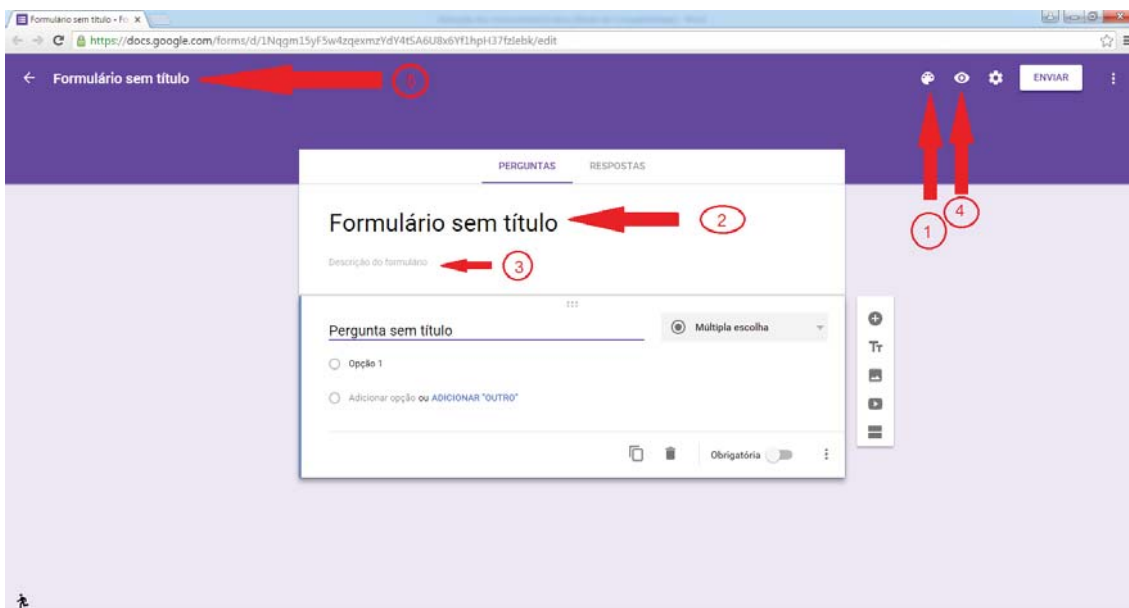 Formulário sem título - Fo
https://docs.google.com/forms/d/1Nqgm15yF5w4zqexmzYdY4tSA6U8x6Yf1hpH37fzIebk/edit
Formulário sem título
5
ENVIAR
PERGUNTAS RESPOSTAS
Formulário sem título
2
4
1
Descrição do formulário
3
Pergunta sem título
Múltipla escolha
Opção 1
Adicionar opção ou ADICIONAR "OUTRO"
Obrigatória